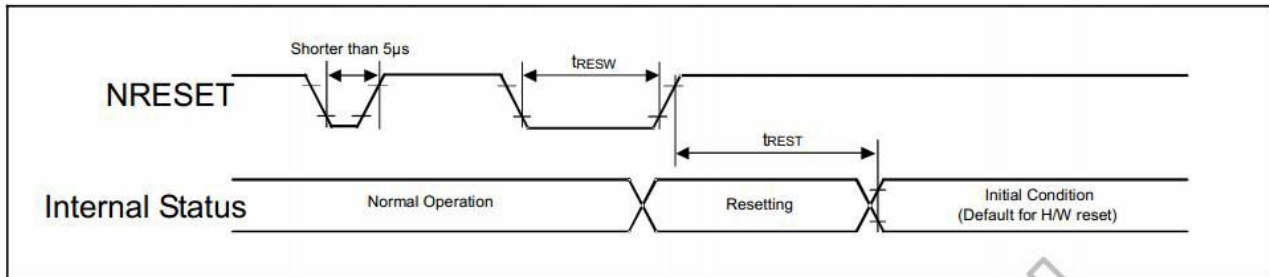 Shorter than 5µs
tRESW
NRESET
tREST
Internal Status
Normal Operation
Resetting
Initial Condition
(Default for H/W reset)